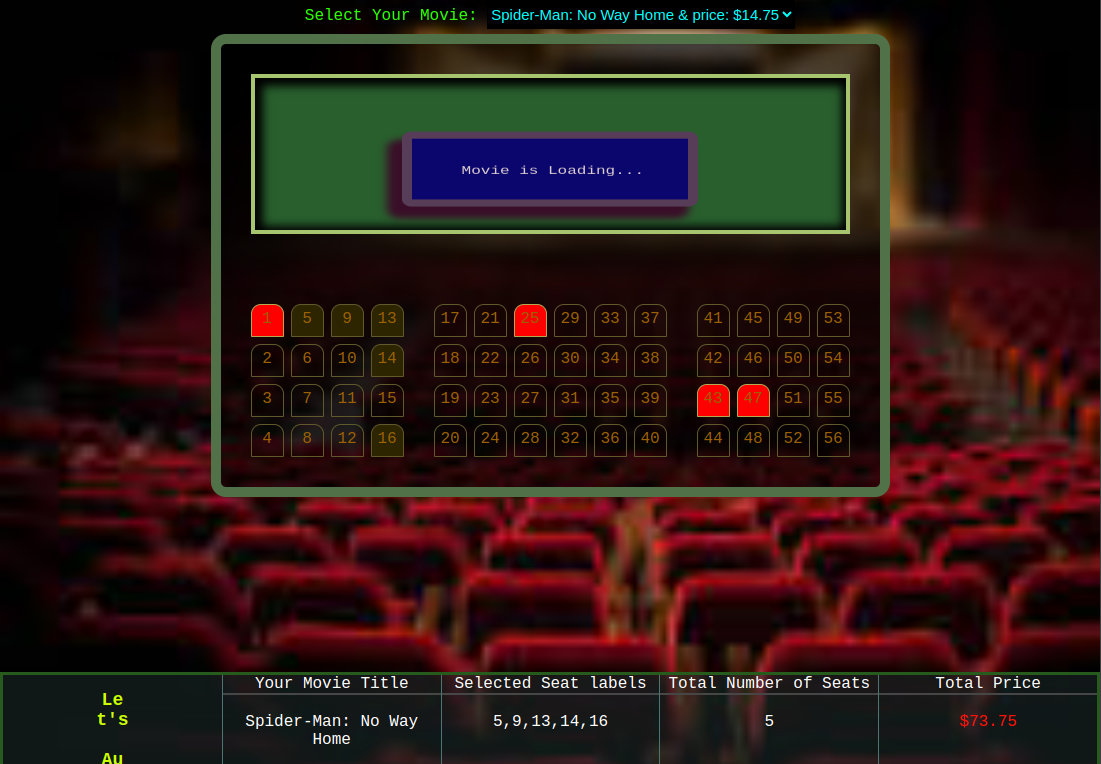 Select Your Movie: Spider-Man: No Way Home & price: $14.75
Movie is Loading...
1 5 9 13 17 21 25 29 33 37 41 45 49 53
2 6 10 14 18 22 26 30 34 38 42 46 50 54
3 7 11 15 19 23 27 31 35 39 43 47 51 55
4 8 12 16 20 24 28 32 36 40 44 48 52 56
Le
t's
Au
Your Movie Title Selected Seat labels Total Number of Seats Total Price
Spider-Man: No Way 5,9,13,14,16 5 $73.75
Home